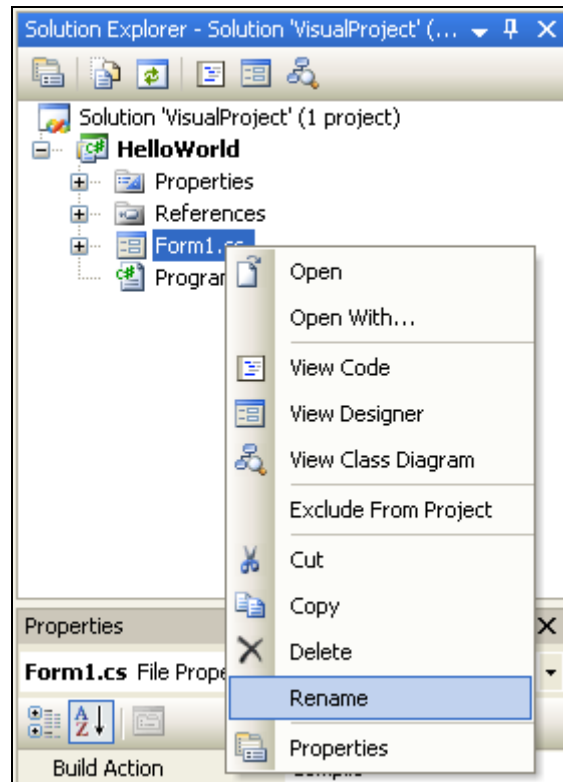 Solution Explorer - Solution 'VisualProject' (...
Solution 'VisualProject' (1 project)
HelloWorld
Properties
References
Form1.cs
Program
Open
Open With...
View Code
View Designer
View Class Diagram
Exclude From Project
Cut
Copy
Delete
Rename
Properties
Properties
Form1.cs File Prope
Build Action